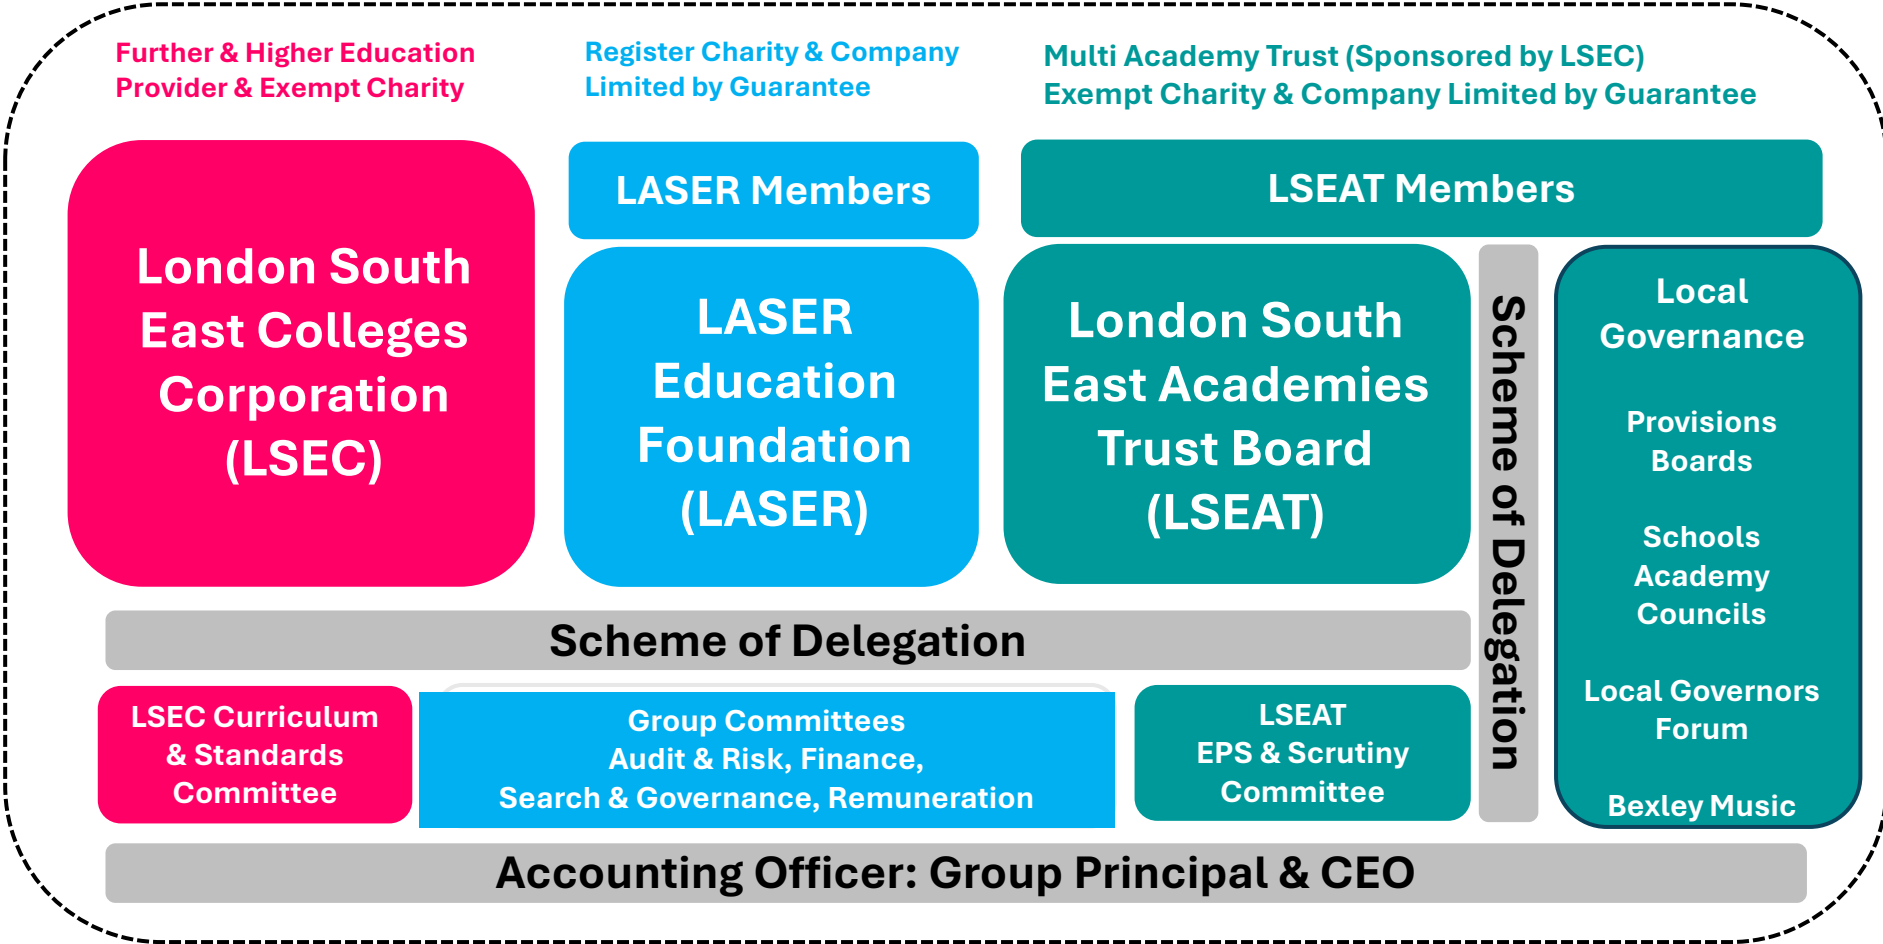 Further & Higher Education
Provider & Exempt Charity
Register Charity & Company
Limited by Guarantee
Multi Academy Trust (Sponsored by LSEC)
Exempt Charity & Company Limited by Guarantee
London South
East Colleges
Corporation
(LSEC)
LASER Members
LASER
Education
Foundation
(LASER)
LSEAT Members
London South
East Academies
Trust Board
(LSEAT)
Scheme of Delegation
Local
Governance
Provisions
Boards
Schools
Academy
Councils
Local Governors
Forum
Bexley Music
Scheme of Delegation
LSEC Curriculum
& Standards
Committee
Group Committees
Audit & Risk, Finance,
Search & Governance, Remuneration
LSEAT
EPS & Scrutiny
Committee
Accounting Officer: Group Principal & CEO